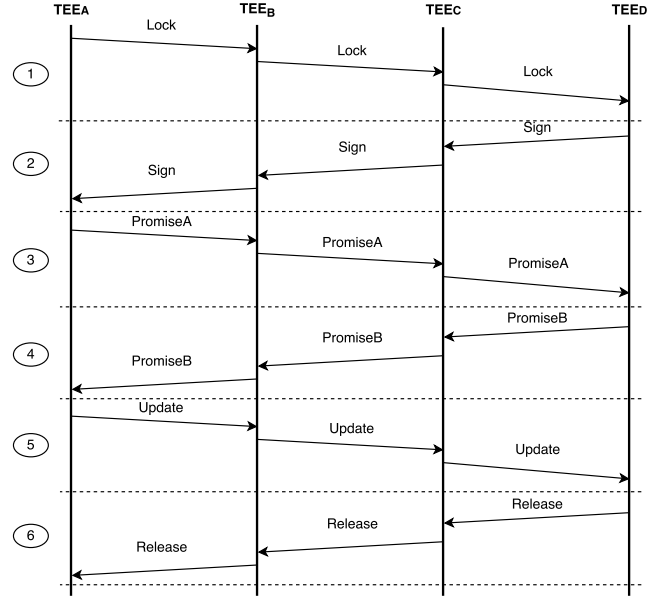 TEEA TEEB TEEC TEED
Lock
Lock
Lock
1
Sign
Sign
Sign
2
PromiseA
PromiseA
PromiseA
3
PromiseB
PromiseB
PromiseB
4
Update
Update
Update
5
Release
Release
Release
6